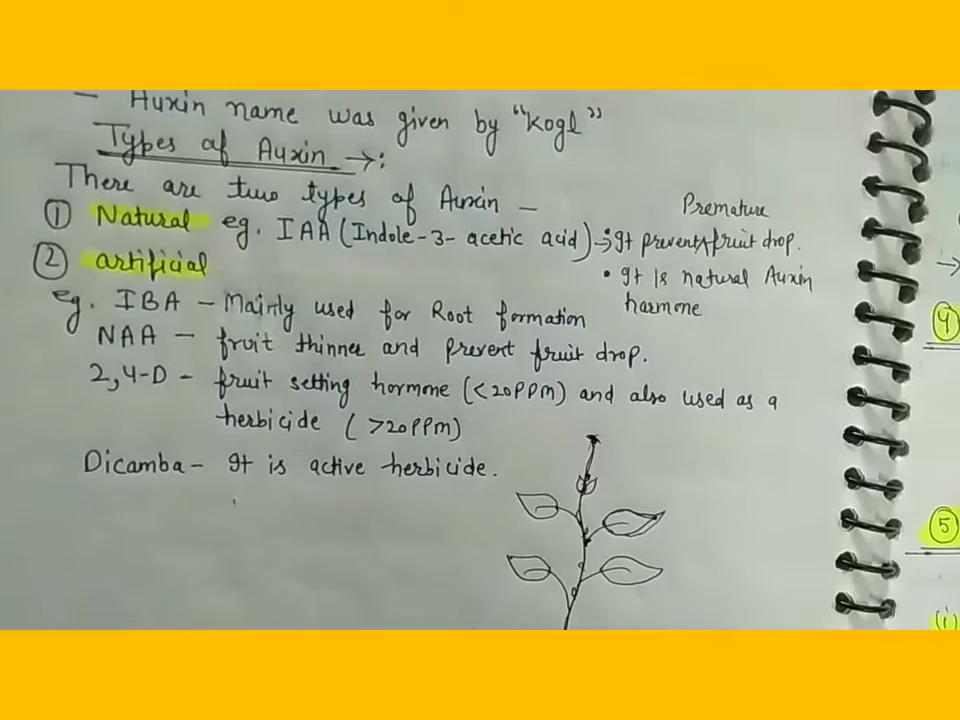 – Auxin name was given by "Kogl"
Types of Auxin →:
There are two types of Auxin –
① Natural eg. IAA (Indole-3-acetic acid) → • It prevents Premature fruit drop.
• It is natural Auxin
harmone
② artificial
eg. IBA – Mainly used for Root formation
NAA – fruit thinner and prevent fruit drop.
2,4-D – fruit setting hormone (<20PPM) and also used as a
herbicide (>20PPM)
Dicamba – It is active herbicide.
→
④
⑤
(i)